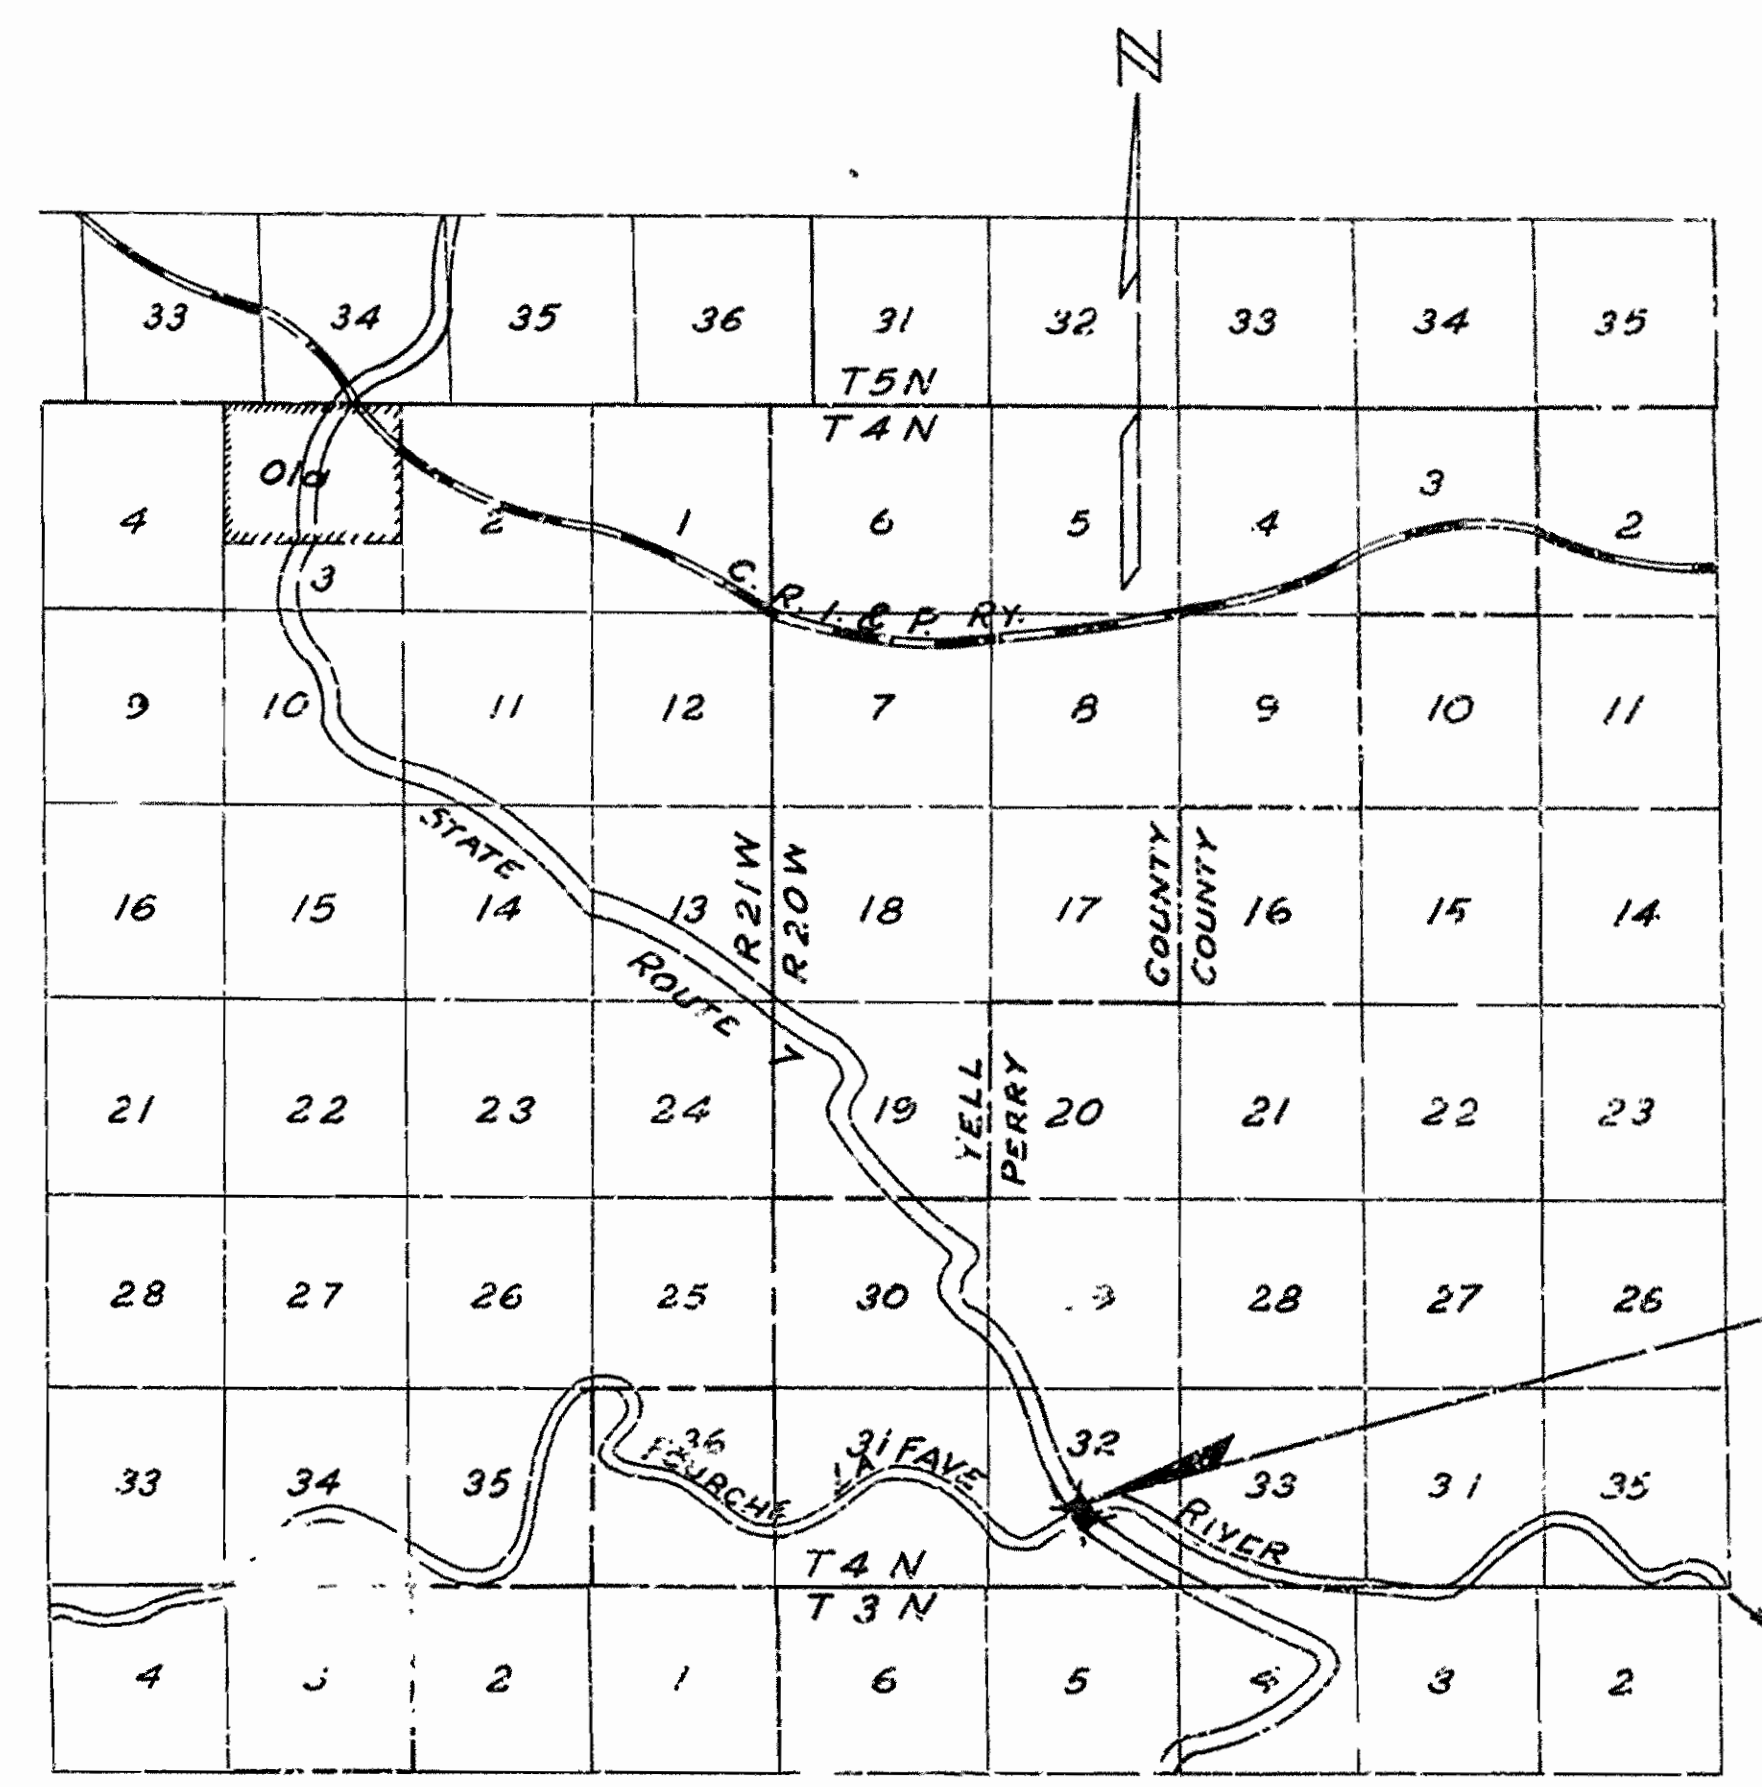 N
33 34 35 36 31 32 33 34 35
T5N
T4N
Ola
3
4 2 1 6 5 4 2
3
C. R. I. & P. RY.
9 10 11 12 7 8 9 10 11
STATE ROUTE
R21W
R20W
COUNTY
COUNTY
16 15 14 13 18 17 16 15 14
YELL
PERRY
21 22 23 24 19 20 21 22 23
28 27 26 25 30 9 28 27 26
36 31 32
FOURCHE LA FAVE RIVER
33 34 35 33 31 35
T4N
T3N
4 2 1 6 5 4 3 2